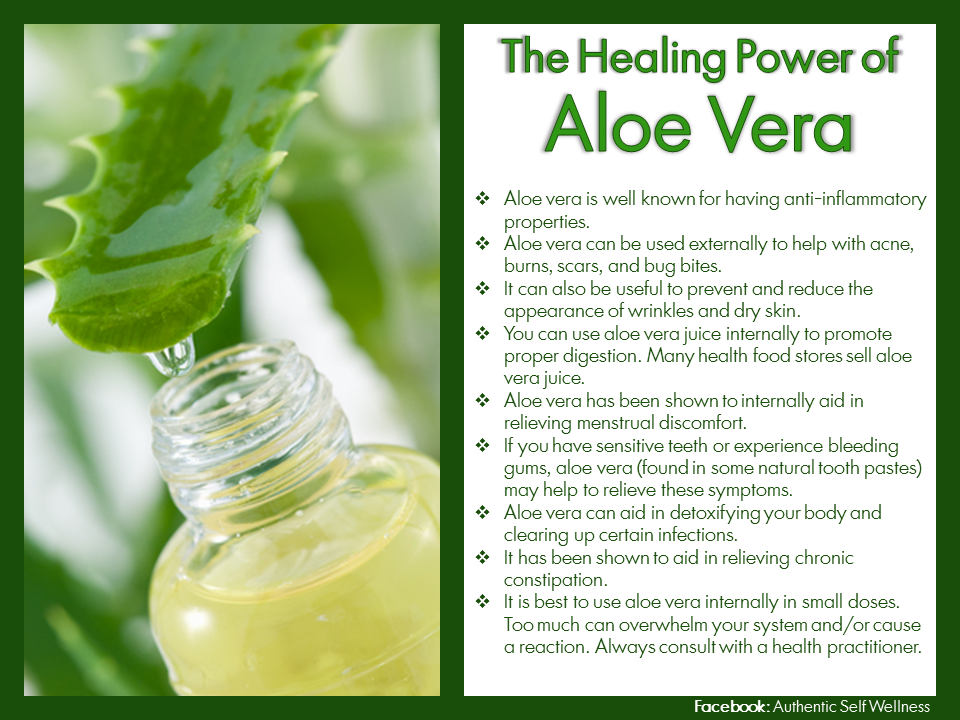 The Healing Power of
Aloe Vera
❖ Aloe vera is well known for having anti-inflammatory
properties.
❖ Aloe vera can be used externally to help with acne,
burns, scars, and bug bites.
❖ It can also be useful to prevent and reduce the
appearance of wrinkles and dry skin.
❖ You can use aloe vera juice internally to promote
proper digestion. Many health food stores sell aloe
vera juice.
❖ Aloe vera has been shown to internally aid in
relieving menstrual discomfort.
❖ If you have sensitive teeth or experience bleeding
gums, aloe vera (found in some natural tooth pastes)
may help to relieve these symptoms.
❖ Aloe vera can aid in detoxifying your body and
clearing up certain infections.
❖ It has been shown to aid in relieving chronic
constipation.
❖ It is best to use aloe vera internally in small doses.
Too much can overwhelm your system and/or cause
a reaction. Always consult with a health practitioner.
Facebook: Authentic Self Wellness